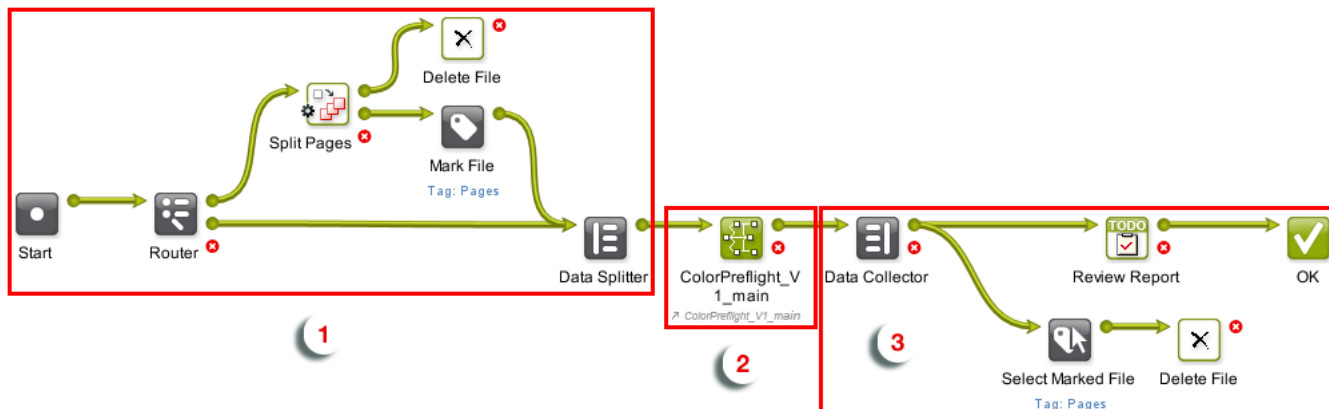 Delete File
Split Pages
Mark File
Tag: Pages
Start
Router
Data Splitter
ColorPreflight_V
1_main
ColorPreflight_V1_main
Data Collector
TODO
Review Report
OK
1
2
3
Select Marked File
Delete File
Tag: Pages